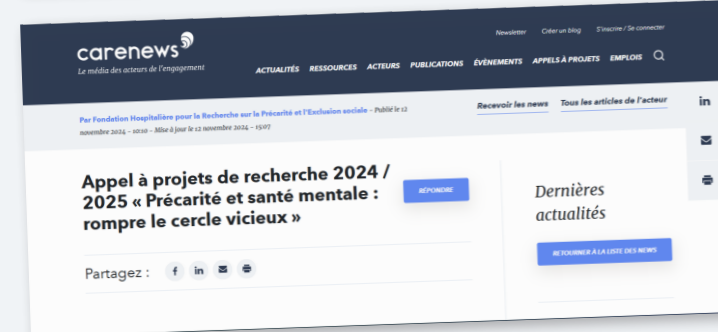 carenews
Le média des acteurs de l'engagement
Newsletter Créer un blog S'inscrire / Se connecter
ACTUALITÉS RESSOURCES ACTEURS PUBLICATIONS ÉVÈNEMENTS APPELS À PROJETS EMPLOIS
Par Fondation Hospitalière pour la Recherche sur la Précarité et l'Exclusion sociale - Publié le 12
novembre 2024 - 10:10 - Mise à jour le 12 novembre 2024 - 15:07
Recevoir les news Tous les articles de l'acteur
Appel à projets de recherche 2024 /
2025 « Précarité et santé mentale :
rompre le cercle vicieux »
RÉPONDRE
Partagez :
Dernières
actualités
RETOURNER À LA LISTE DES NEWS